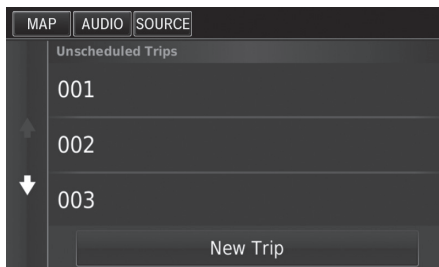 MAP AUDIO SOURCE
Unscheduled Trips
001
002
003
New Trip